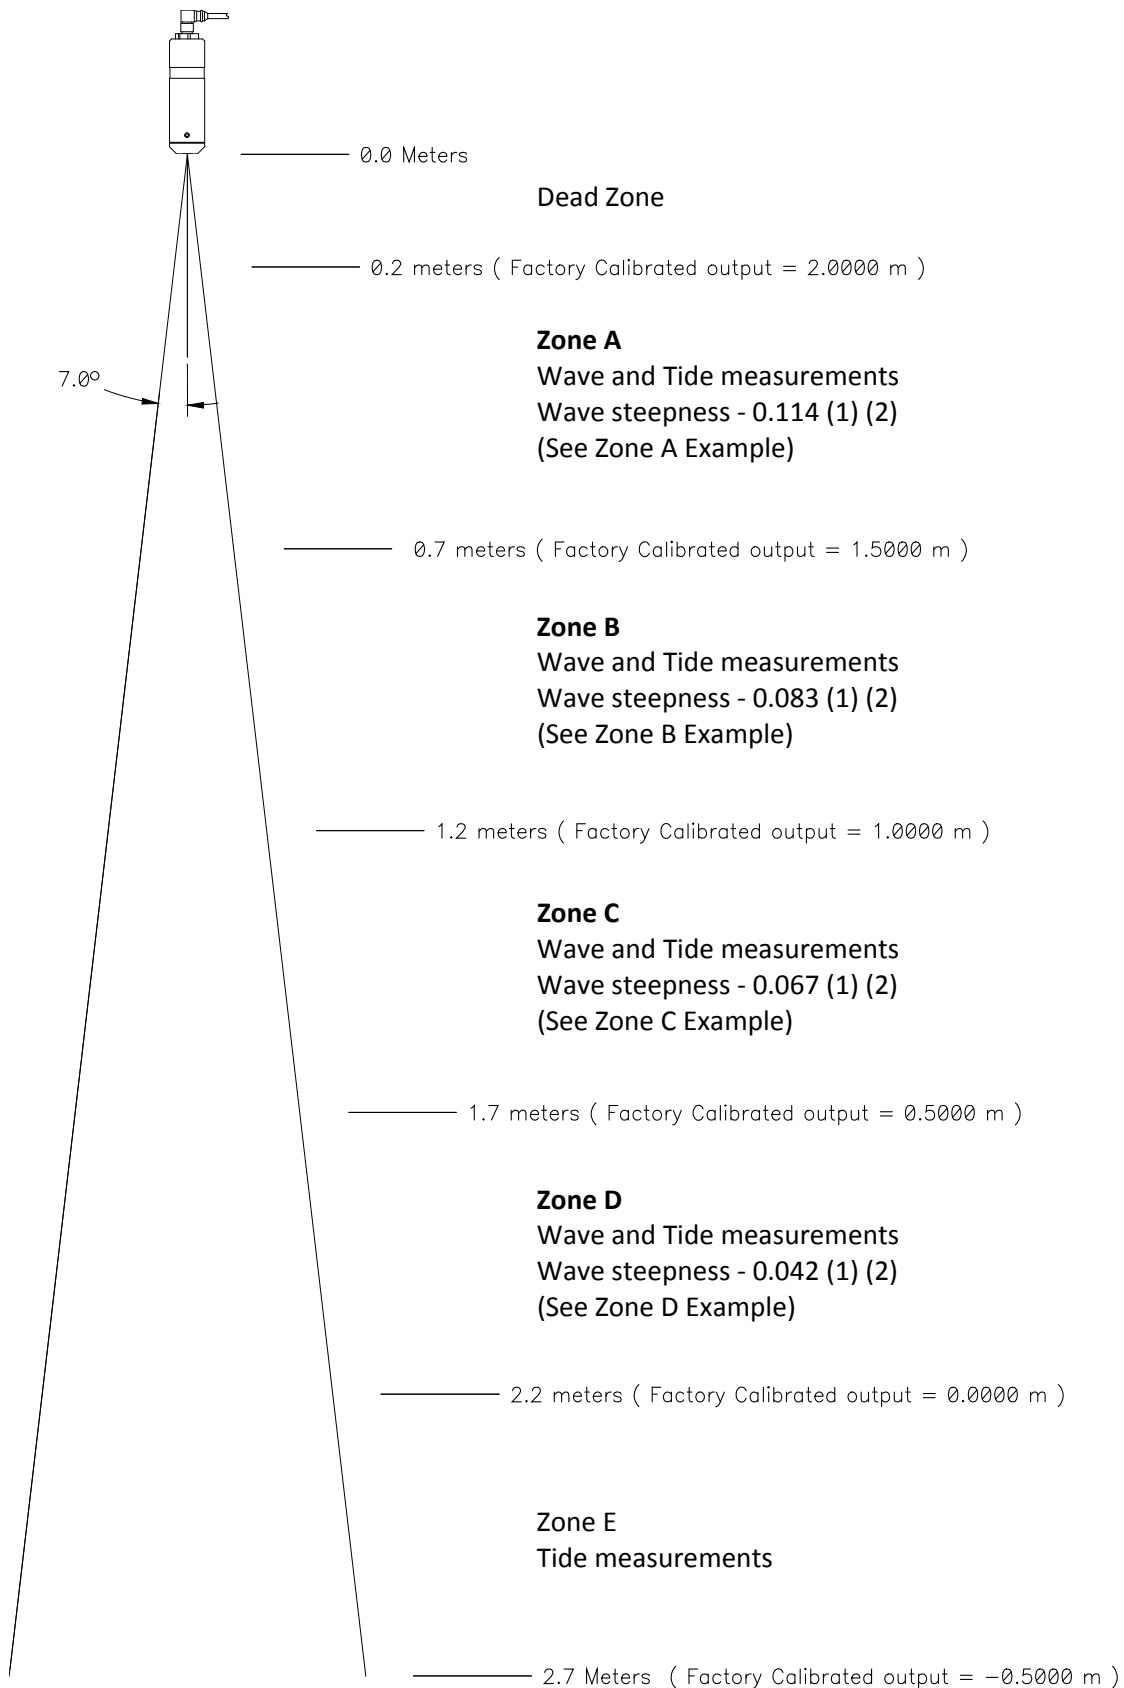 0.0 Meters
Dead Zone
0.2 meters ( Factory Calibrated output = 2.0000 m )
Zone A
Wave and Tide measurements
7.0°
Wave steepness - 0.114 (1) (2)
(See Zone A Example)
0.7 meters ( Factory Calibrated output = 1.5000 m )
Zone B
Wave and Tide measurements
Wave steepness - 0.083 (1) (2)
(See Zone B Example)
1.2 meters ( Factory Calibrated output = 1.0000 m )
Zone C
Wave and Tide measurements
Wave steepness - 0.067 (1) (2)
(See Zone C Example)
1.7 meters ( Factory Calibrated output = 0.5000 m )
Zone D
Wave and Tide measurements
Wave steepness - 0.042 (1) (2)
(See Zone D Example)
2.2 meters ( Factory Calibrated output = 0.0000 m )
Zone E
Tide measurements
2.7 Meters ( Factory Calibrated output = −0.5000 m )